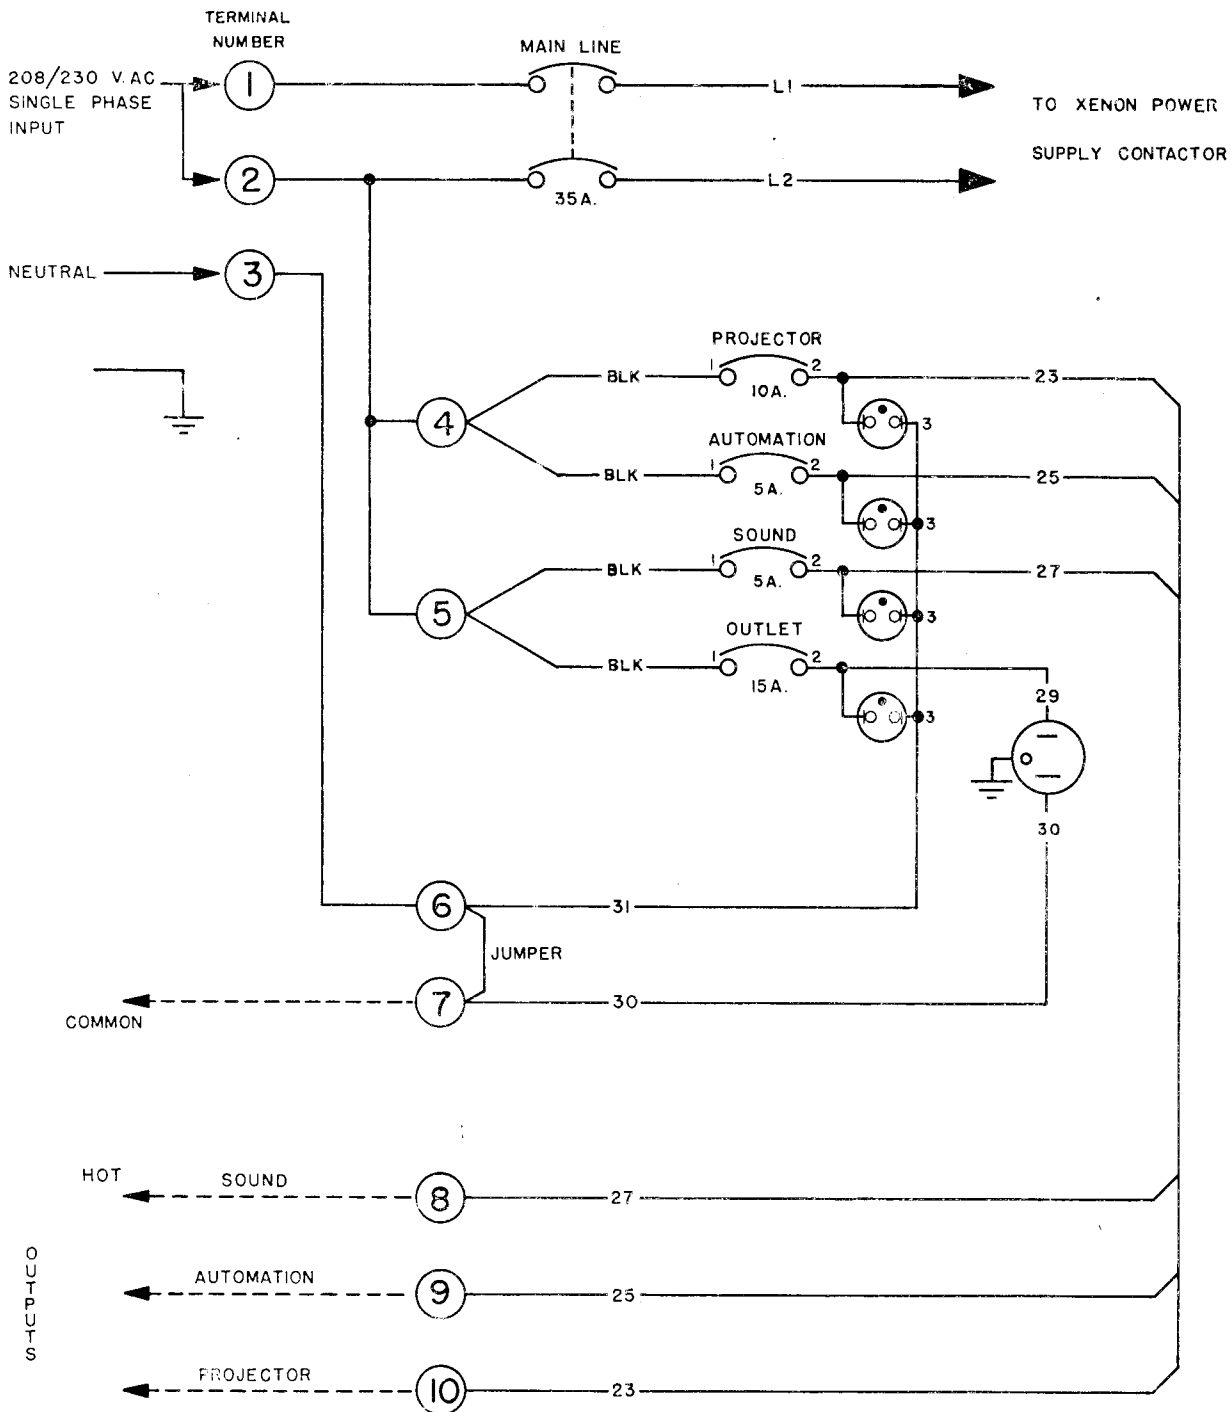 TERMINAL
NUMBER
MAIN LINE
208/230 V. AC
SINGLE PHASE
INPUT
1
L1
TO XENON POWER
SUPPLY CONTACTOR
2
35A.
L2
NEUTRAL
3
PROJECTOR
4
BLK
1
2
10A.
23
3
AUTOMATION
BLK
1
2
5A.
25
3
SOUND
5
BLK
1
2
5A.
27
3
OUTLET
BLK
1
2
15A.
29
3
30
6
31
JUMPER
7
30
COMMON
HOT
SOUND
8
27
OUTPUTS
AUTOMATION
9
25
PROJECTOR
10
23